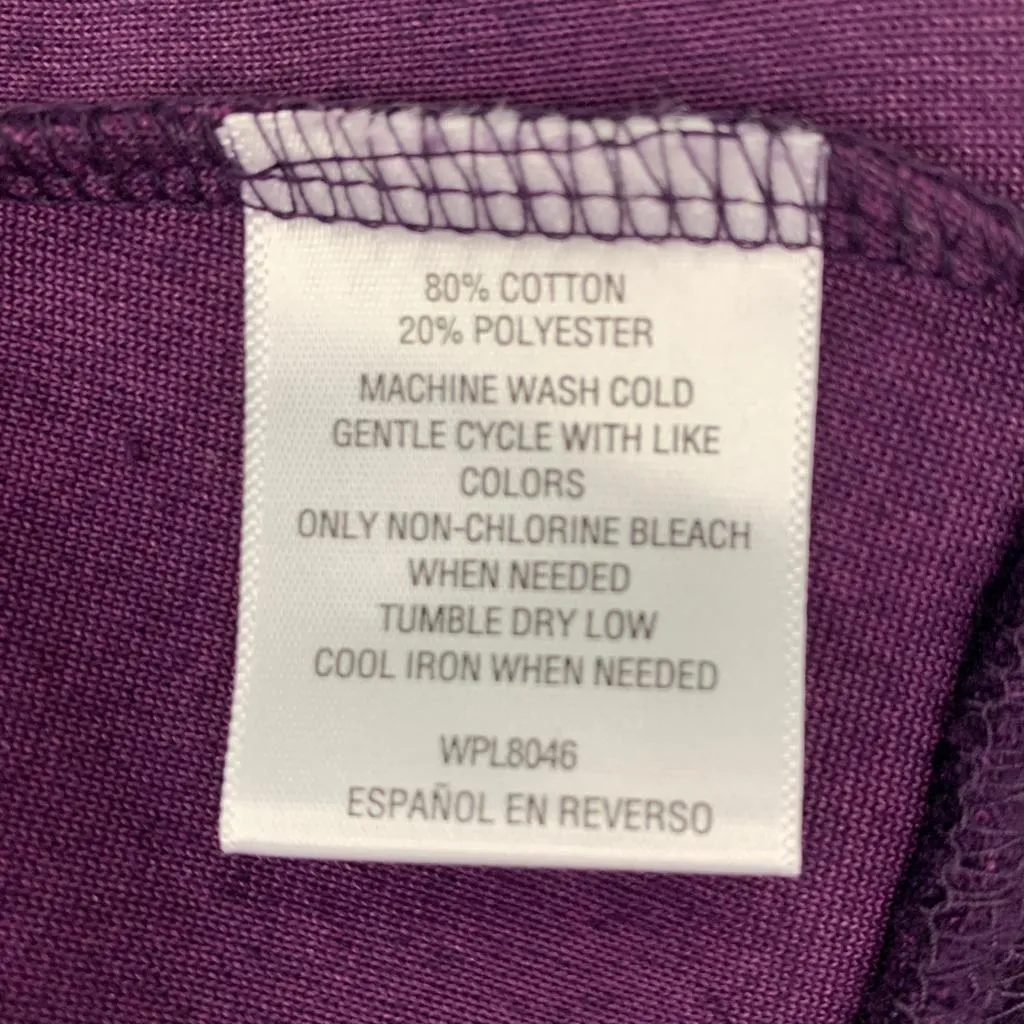 80% COTTON
20% POLYESTER
MACHINE WASH COLD
GENTLE CYCLE WITH LIKE
COLORS
ONLY NON-CHLORINE BLEACH
WHEN NEEDED
TUMBLE DRY LOW
COOL IRON WHEN NEEDED
WPL8046
ESPAÑOL EN REVERSO